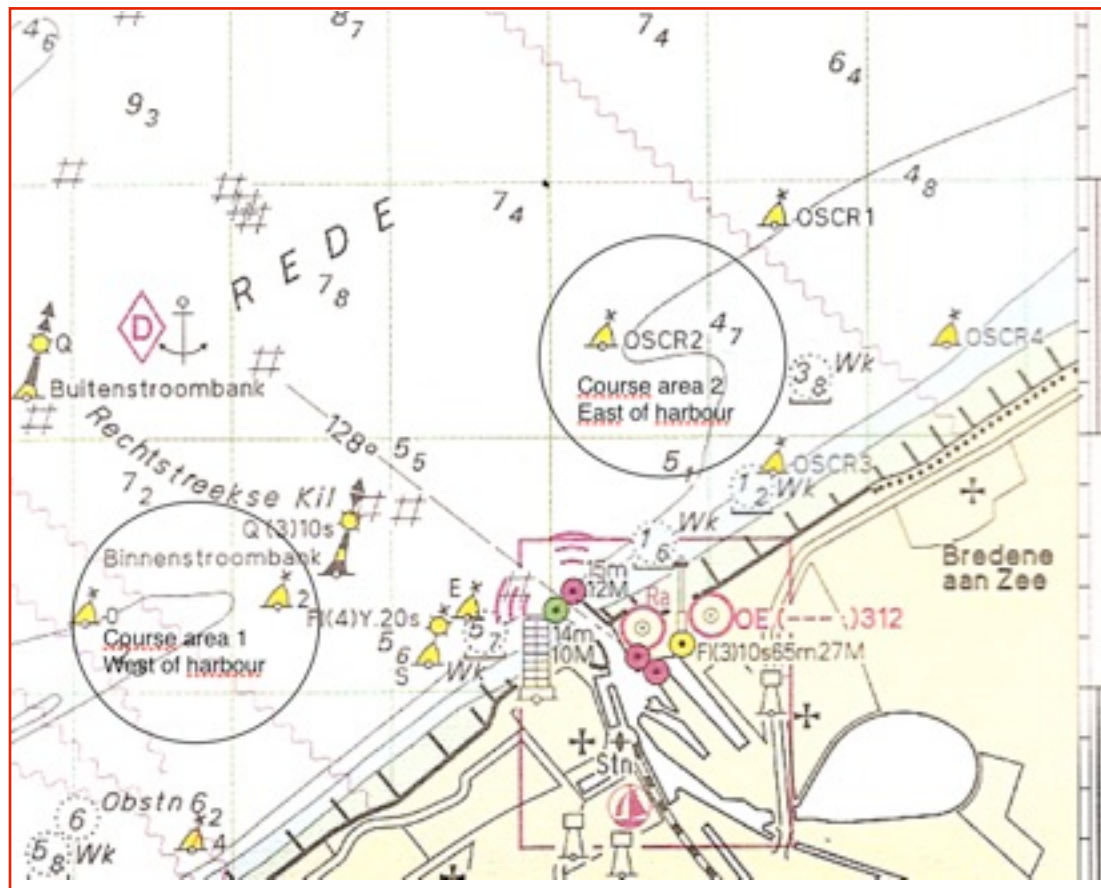 4₆
8₇
7₄
6₄
9₃
4₈
7₄
OSCR1
REDE
7₈
D
Q
OSCR2
4₇
OSCR4
Buitenstroombank
3₈ Wk
Course area 2
East of harbour
128°
5₅
Rechtstreekse Kil
7₂
5₁
OSCR3
1₂ Wk
Q(3)10s
Wk
1₆
Binnenstroombank
Bredene
aan Zee
15m
12M
E
Ra
0
2
Fl(4)Y.20s
OE
312
Course area 1
West of harbour
5₇
14m
10M
Fl(3)10s65m27M
5₆
S
Wk
Stn
Obstn
6
2
4
6
5₈ Wk